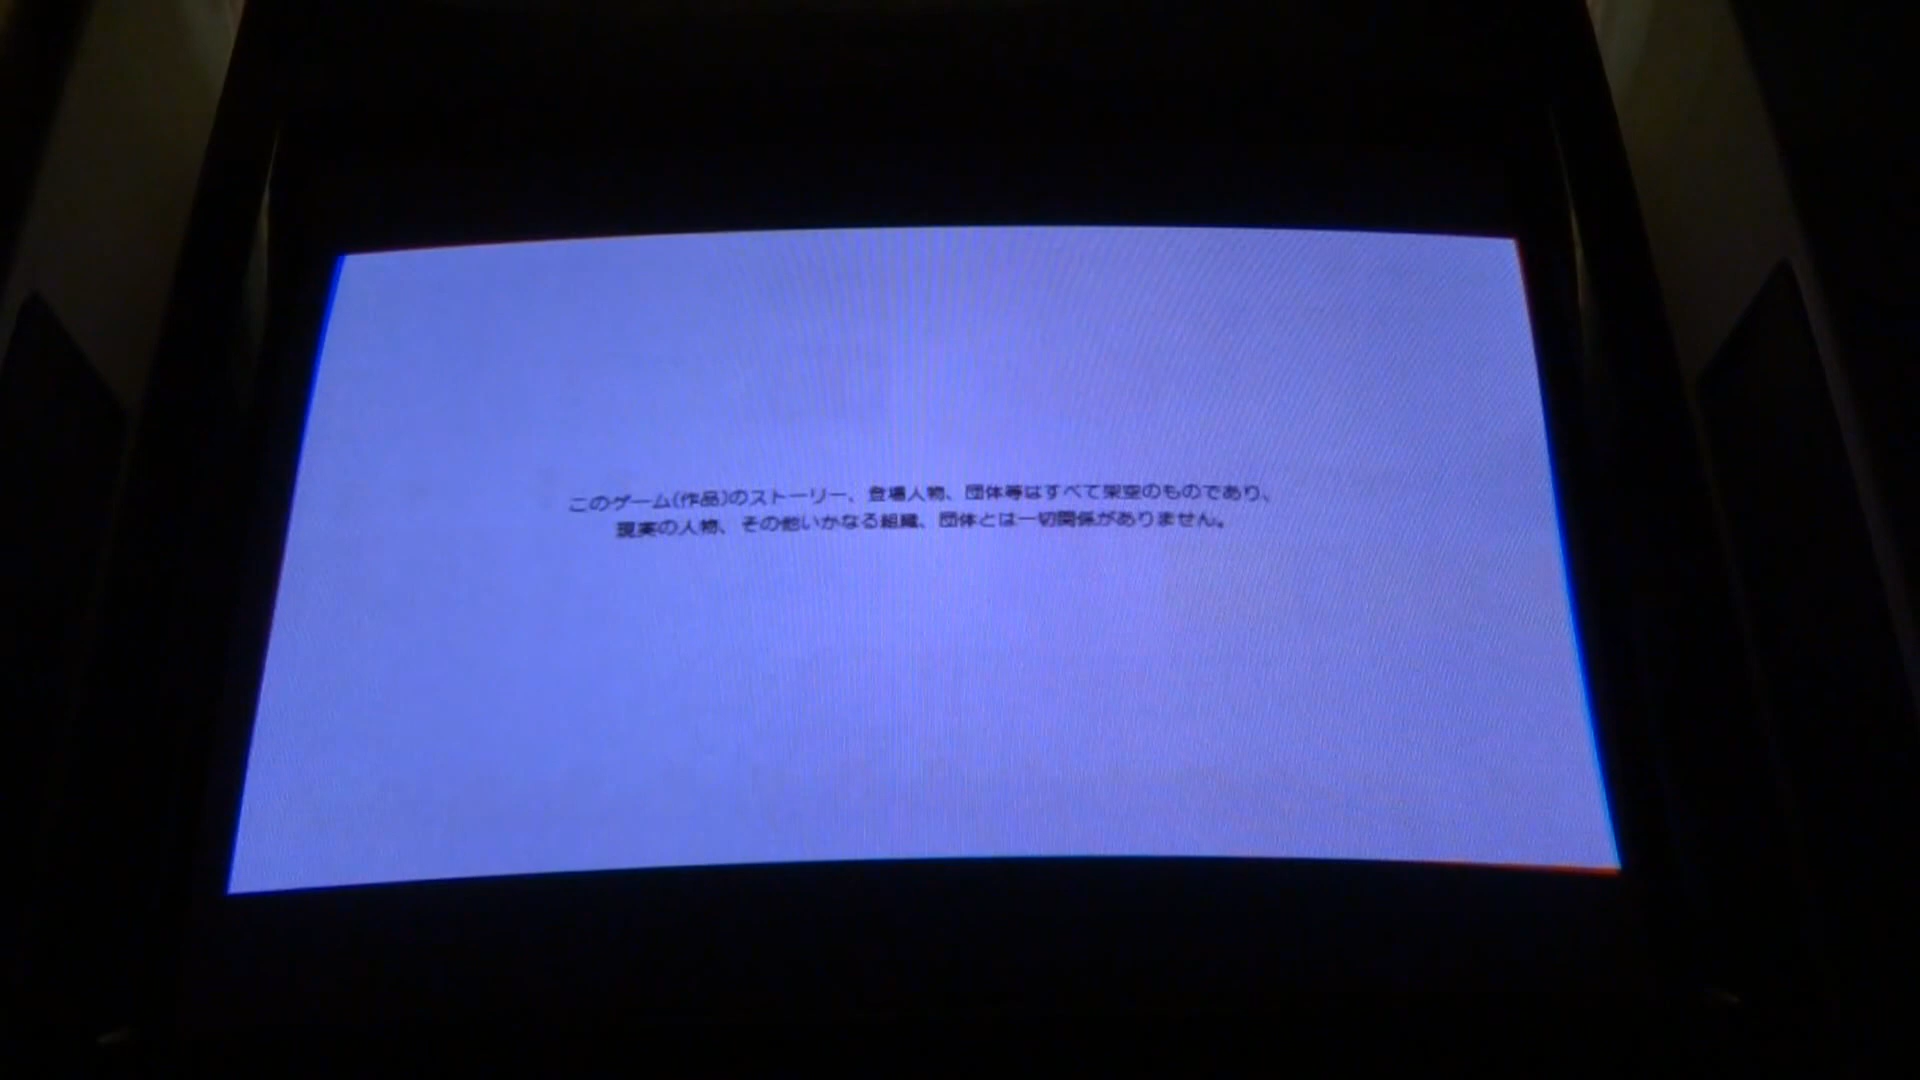 このゲーム(作品)のストーリー、登場人物、団体等はすべて架空のものであり、
現実の人物、その他いかなる組織、団体とは一切関係がありません。